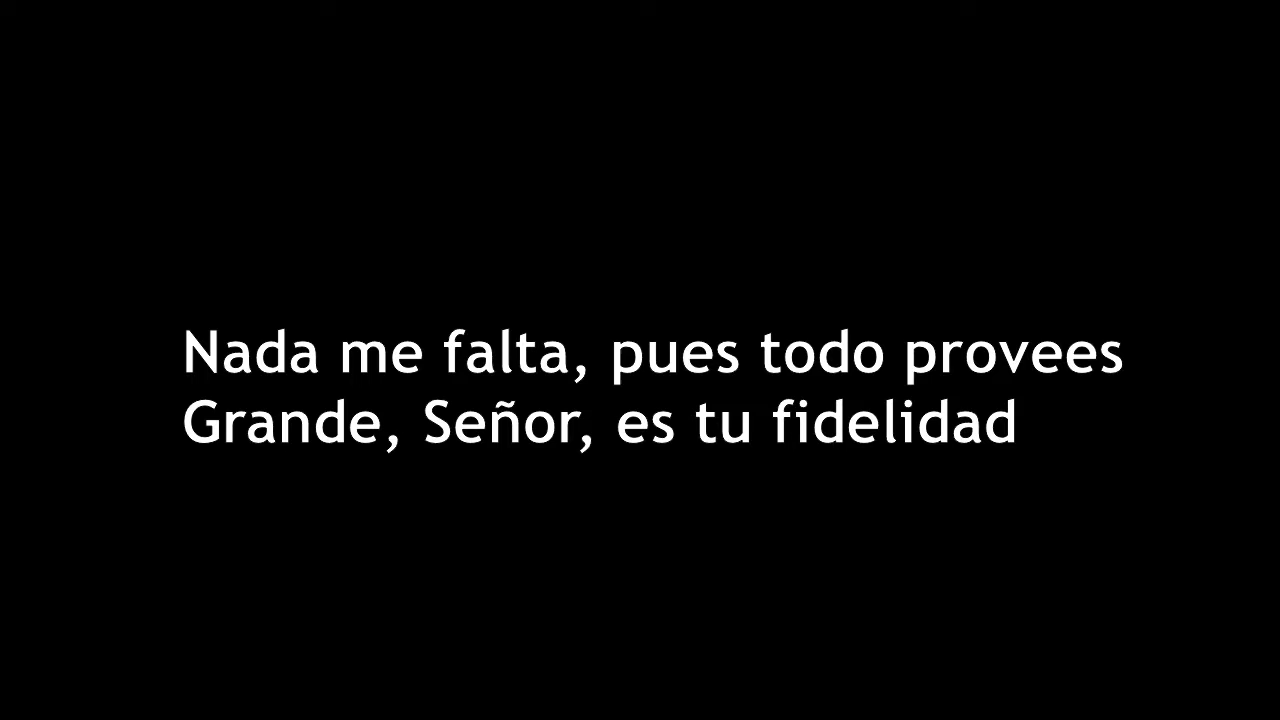 Nada me falta, pues todo provees
Grande, Señor, es tu fidelidad